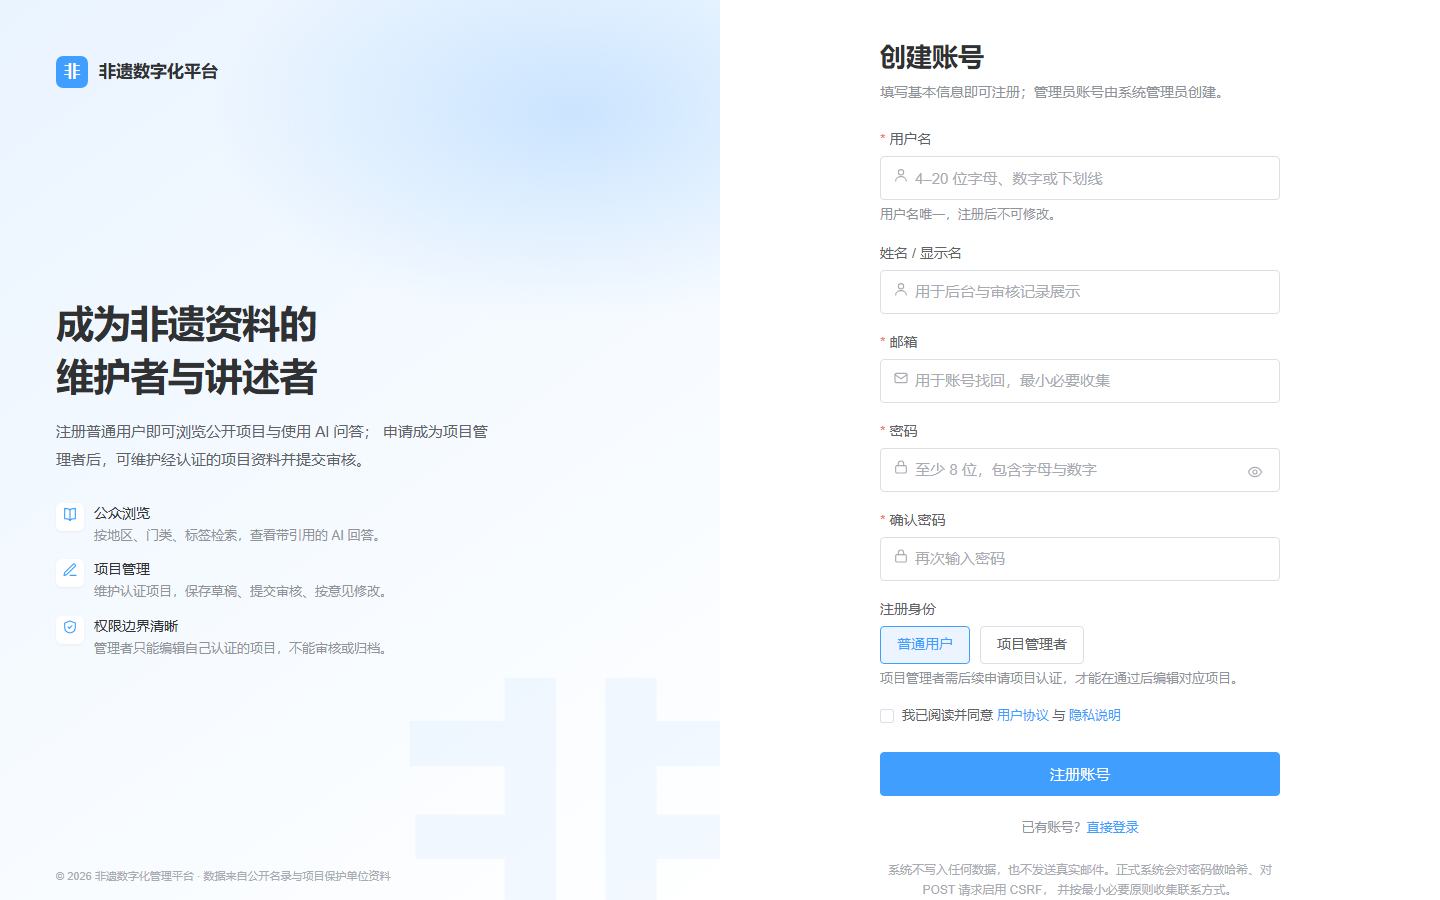 非 非遗数字化平台
成为非遗资料的
维护者与讲述者
注册普通用户即可浏览公开项目与使用 AI 问答； 申请成为项目管
理者后，可维护经认证的项目资料并提交审核。
公众浏览
按地区、门类、标签检索，查看带引用的 AI 回答。
项目管理
维护认证项目，保存草稿、提交审核、按意见修改。
权限边界清晰
管理者只能编辑自己认证的项目，不能审核或归档。
非
© 2026 非遗数字化管理平台 · 数据来自公开名录与项目保护单位资料
创建账号
填写基本信息即可注册；管理员账号由系统管理员创建。
* 用户名
4–20 位字母、数字或下划线
用户名唯一，注册后不可修改。
姓名 / 显示名
用于后台与审核记录展示
* 邮箱
用于账号找回，最小必要收集
* 密码
至少 8 位，包含字母与数字
* 确认密码
再次输入密码
注册身份
普通用户 项目管理者
项目管理者需后续申请项目认证，才能在通过后编辑对应项目。
我已阅读并同意 用户协议 与 隐私说明
注册账号
已有账号？直接登录
系统不写入任何数据，也不发送真实邮件。正式系统会对密码做哈希、对
POST 请求启用 CSRF， 并按最小必要原则收集联系方式。